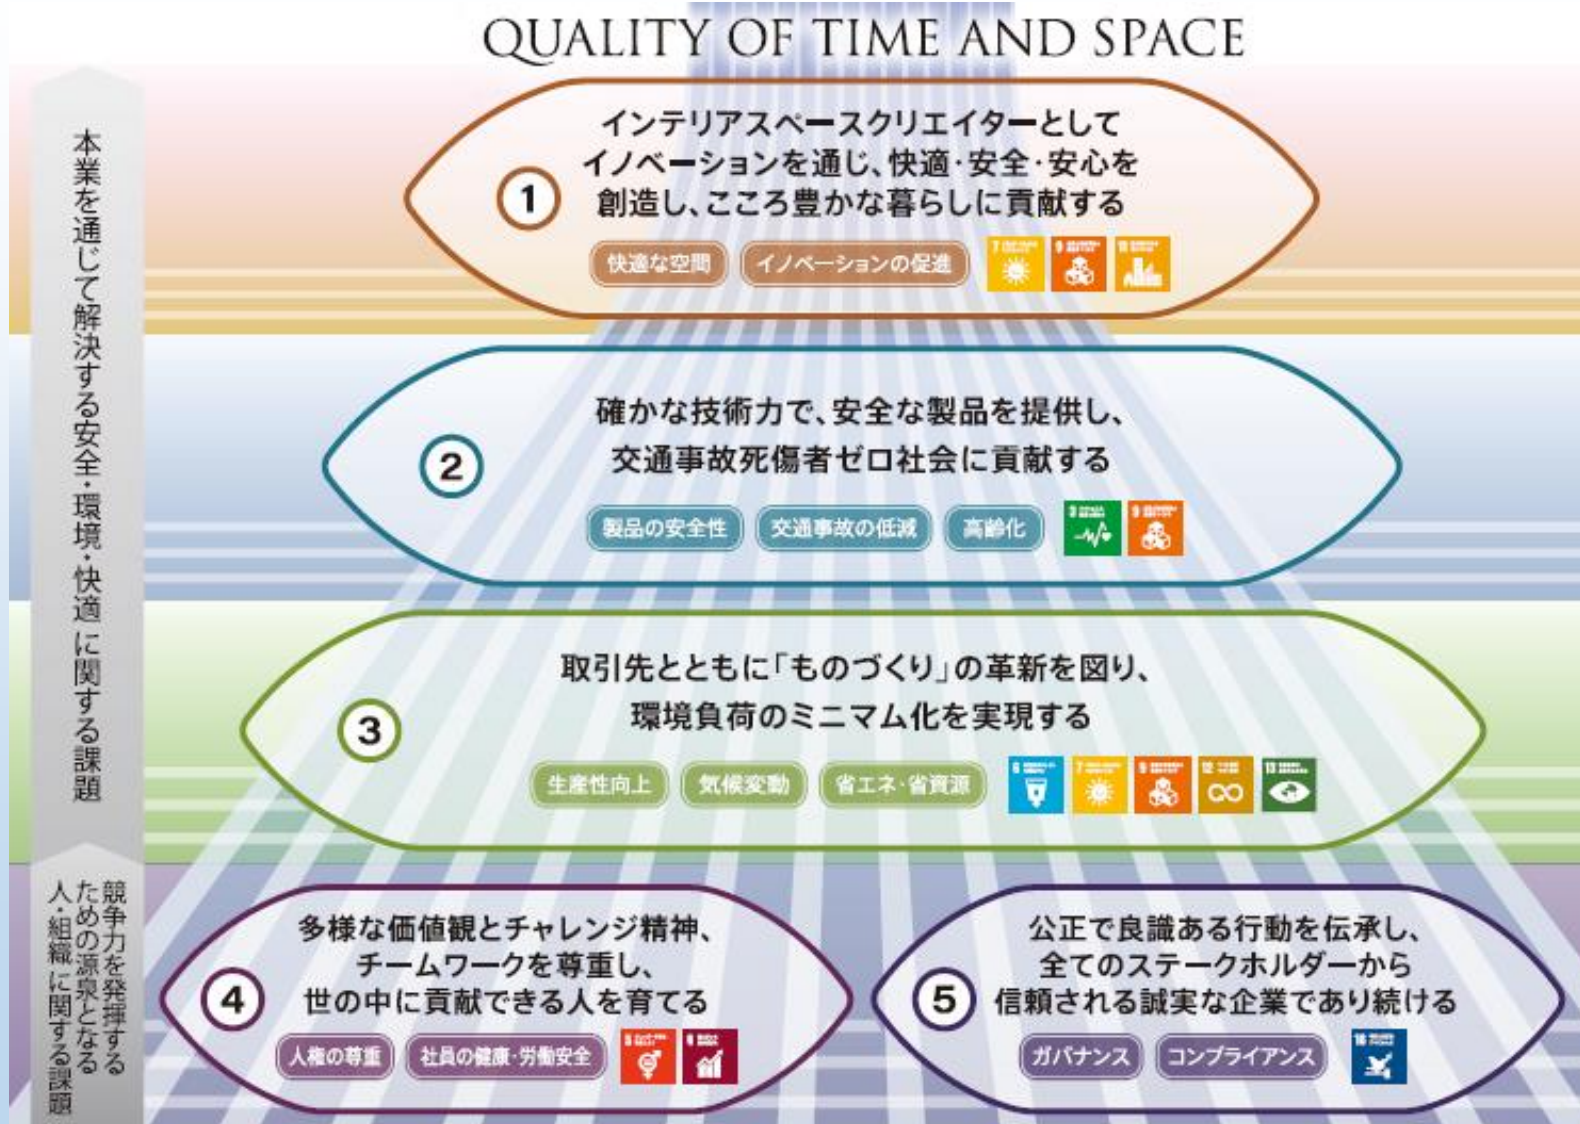 QUALITY OF TIME AND SPACE
本業を通じて解決する安全・環境・快適に関する課題
インテリアスペースクリエイターとして
イノベーションを通じ、快適・安全・安心を
創造し、こころ豊かな暮らしに貢献する
1
快適な空間 イノベーションの促進
7 9 11
確かな技術力で、安全な製品を提供し、
交通事故死傷者ゼロ社会に貢献する
2
製品の安全性 交通事故の低減 高齢化
3 9
取引先とともに「ものづくり」の革新を図り、
環境負荷のミニマム化を実現する
3
生産性向上 気候変動 省エネ・省資源
6 7 9 12 13
競争力を発揮する
ための源泉となる
人・組織に関する課題
多様な価値観とチャレンジ精神、
チームワークを尊重し、
世の中に貢献できる人を育てる
4
人権の尊重 社員の健康・労働安全
5 8
公正で良識ある行動を伝承し、
全てのステークホルダーから
信頼される誠実な企業であり続ける
5
ガバナンス コンプライアンス
16